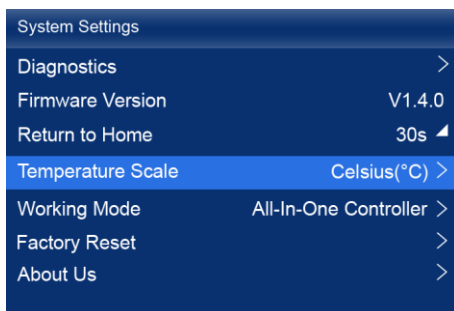 System Settings
Diagnostics >
Firmware Version V1.4.0
Return to Home 30s
Temperature Scale Celsius(°C) >
Working Mode All-In-One Controller >
Factory Reset >
About Us >